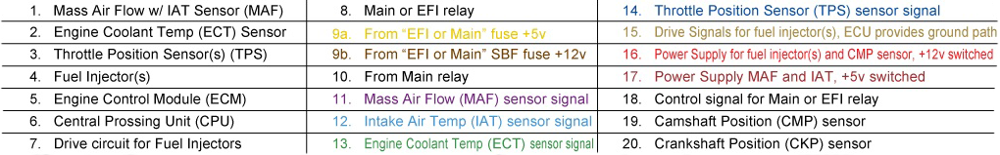 1. Mass Air Flow w/ IAT Sensor (MAF)
2. Engine Coolant Temp (ECT) Sensor
3. Throttle Position Sensor(s) (TPS)
4. Fuel Injector(s)
5. Engine Control Module (ECM)
6. Central Prossing Unit (CPU)
7. Drive circuit for Fuel Injectors
8. Main or EFI relay
9a. From "EFI or Main" fuse +5v
9b. From "EFI or Main" SBF fuse +12v
10. From Main relay
11. Mass Air Flow (MAF) sensor signal
12. Intake Air Temp (IAT) sensor signal
13. Engine Coolant Temp (ECT) sensor signal
14. Throttle Position Sensor (TPS) sensor signal
15. Drive Signals for fuel injector(s), ECU provides ground path
16. Power Supply for fuel injector(s) and CMP sensor, +12v switched
17. Power Supply MAF and IAT, +5v switched
18. Control signal for Main or EFI relay
19. Camshaft Position (CMP) sensor
20. Crankshaft Position (CKP) sensor